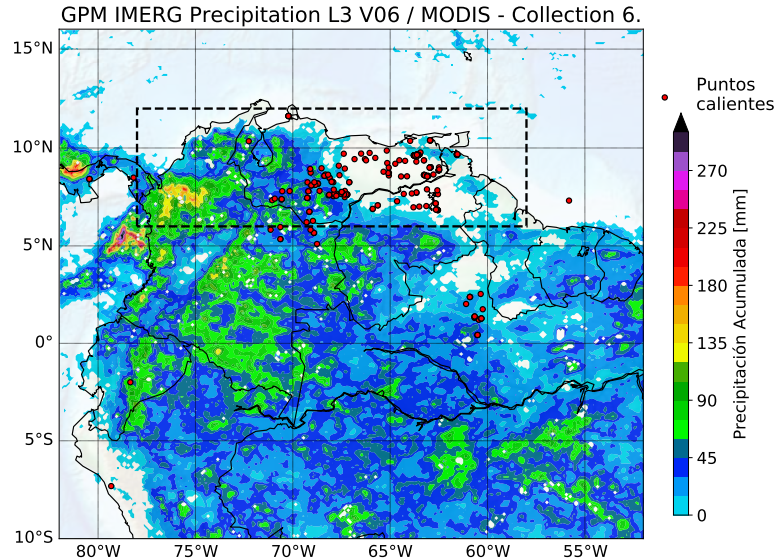 GPM IMERG Precipitation L3 V06 / MODIS - Collection 6.
15°N
10°N
5°N
0°
5°S
10°S
80°W
75°W
70°W
65°W
60°W
55°W
Puntos
calientes
270
225
180
135
90
45
0
Precipitación Acumulada [mm]